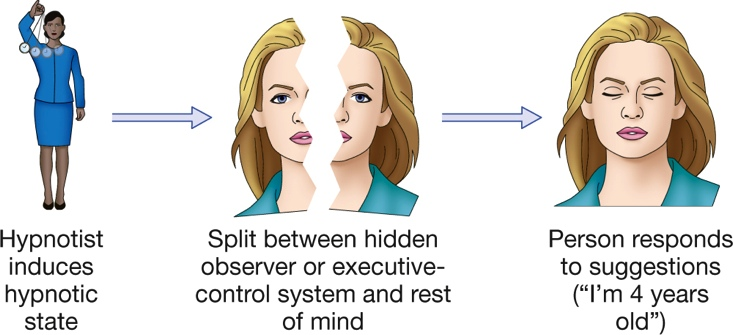 Hypnotist
induces
hypnotic
state
Split between hidden
observer or executive-
control system and rest
of mind
Person responds
to suggestions
(“I’m 4 years
old”)